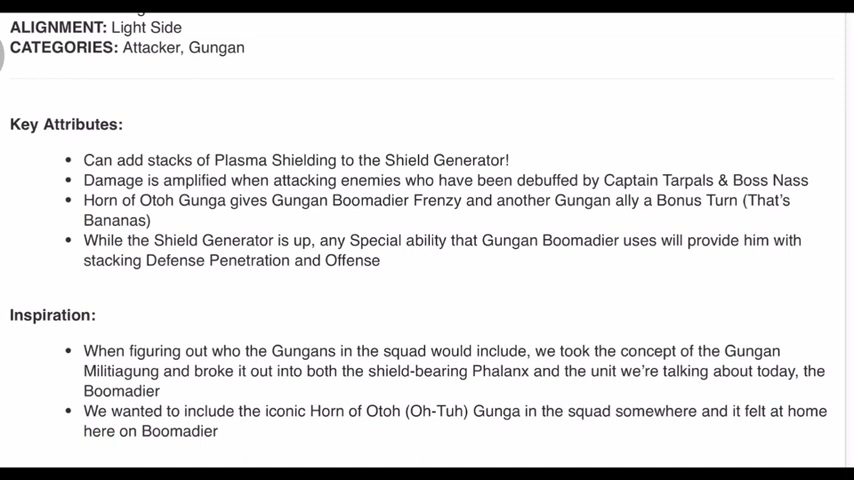 ALIGNMENT: Light Side
CATEGORIES: Attacker, Gungan
Key Attributes:
• Can add stacks of Plasma Shielding to the Shield Generator!
• Damage is amplified when attacking enemies who have been debuffed by Captain Tarpals & Boss Nass
• Horn of Otoh Gunga gives Gungan Boomadier Frenzy and another Gungan ally a Bonus Turn (That's
Bananas)
• While the Shield Generator is up, any Special ability that Gungan Boomadier uses will provide him with
stacking Defense Penetration and Offense
Inspiration:
• When figuring out who the Gungans in the squad would include, we took the concept of the Gungan
Militiagung and broke it out into both the shield-bearing Phalanx and the unit we're talking about today, the
Boomadier
• We wanted to include the iconic Horn of Otoh (Oh-Tuh) Gunga in the squad somewhere and it felt at home
here on Boomadier